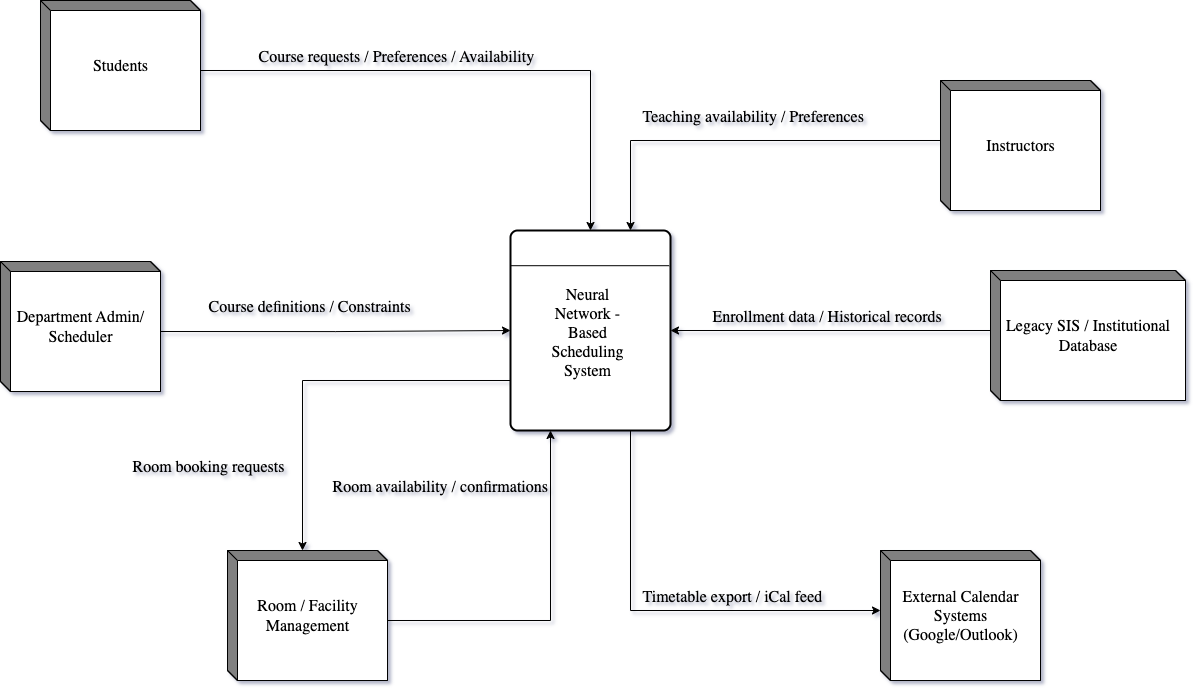 Students
Course requests / Preferences / Availability
Teaching availability / Preferences
Instructors
Department Admin/
Scheduler
Course definitions / Constraints
Neural
Network -
Based
Scheduling
System
Enrollment data / Historical records
Legacy SIS / Institutional
Database
Room booking requests
Room availability / confirmations
Room / Facility
Management
Timetable export / iCal feed
External Calendar
Systems
(Google/Outlook)